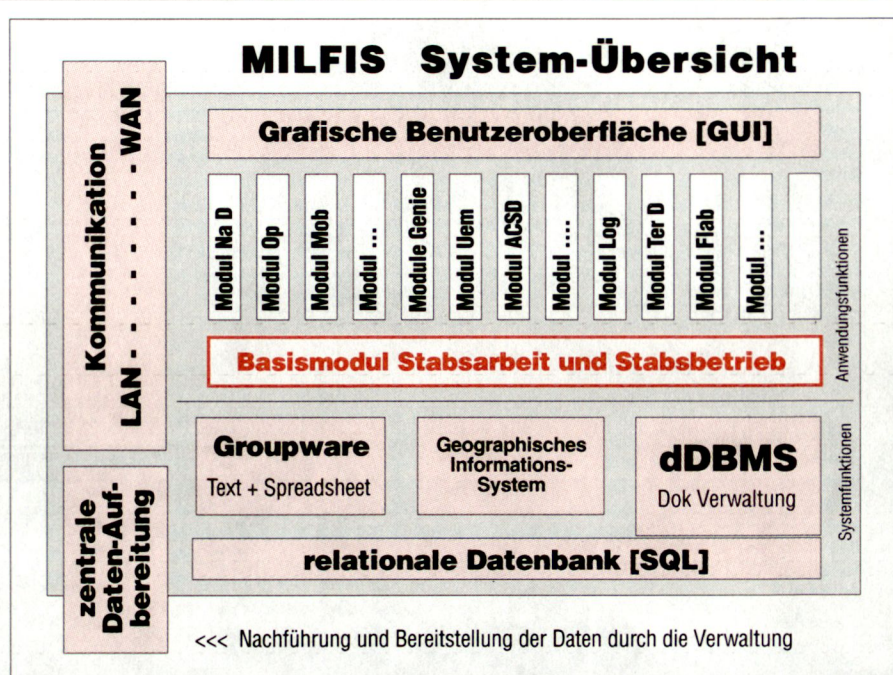 MILFIS System-Übersicht
Kommunikation
LAN - - - - - - - - - WAN
Grafische Benutzeroberfläche [GUI]
Modul Na D
Modul Op
Modul Mob
Modul ...
Module Genie
Modul Uem
Modul ACSD
Modul ....
Modul Log
Modul Ter D
Modul Flab
Modul ...
Anwendungsfunktionen
Basismodul Stabsarbeit und Stabsbetrieb
zentrale
Daten-Auf-
bereitung
Groupware
Text + Spreadsheet
Geographisches
Informations-
System
dDBMS
Dok Verwaltung
Systemfunktionen
relationale Datenbank [SQL]
<<< Nachführung und Bereitstellung der Daten durch die Verwaltung